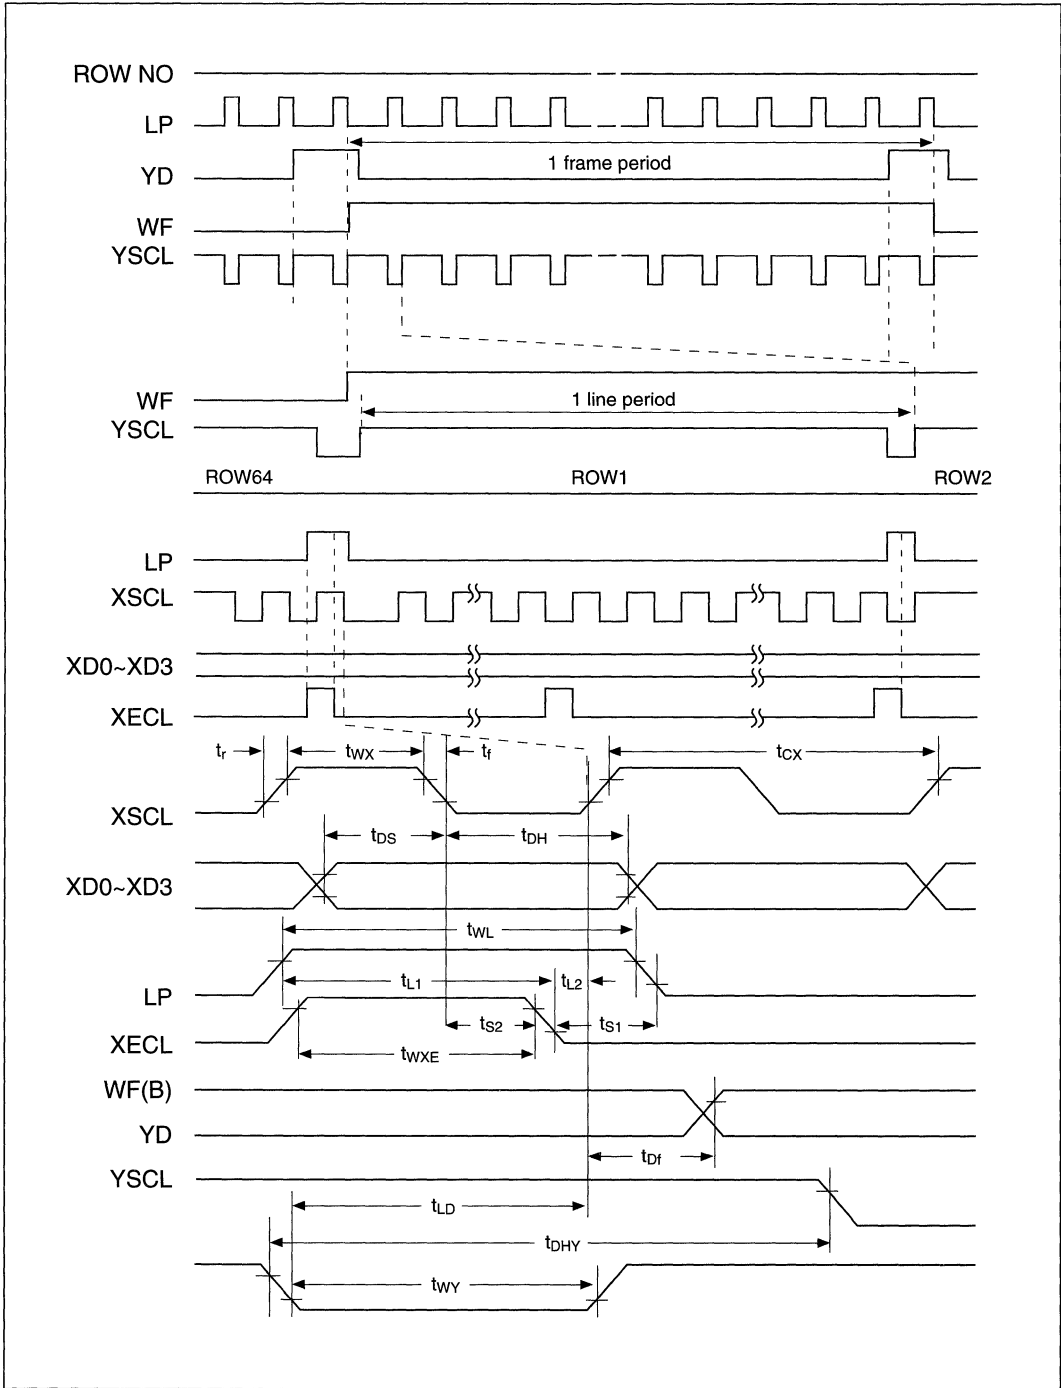 ROW NO
LP
1 frame period
YD
WF
YSCL
WF
1 line period
YSCL
ROW64 ROW1 ROW2
LP
XSCL
XD0~XD3
XECL
tr tWX tf tCX
XSCL
tDS tDH
XD0~XD3
tWL
tL1 tL2
LP
tS2 tS1
XECL
tWXE
WF(B)
YD
tDf
YSCL
tLD
tDHY
tWY